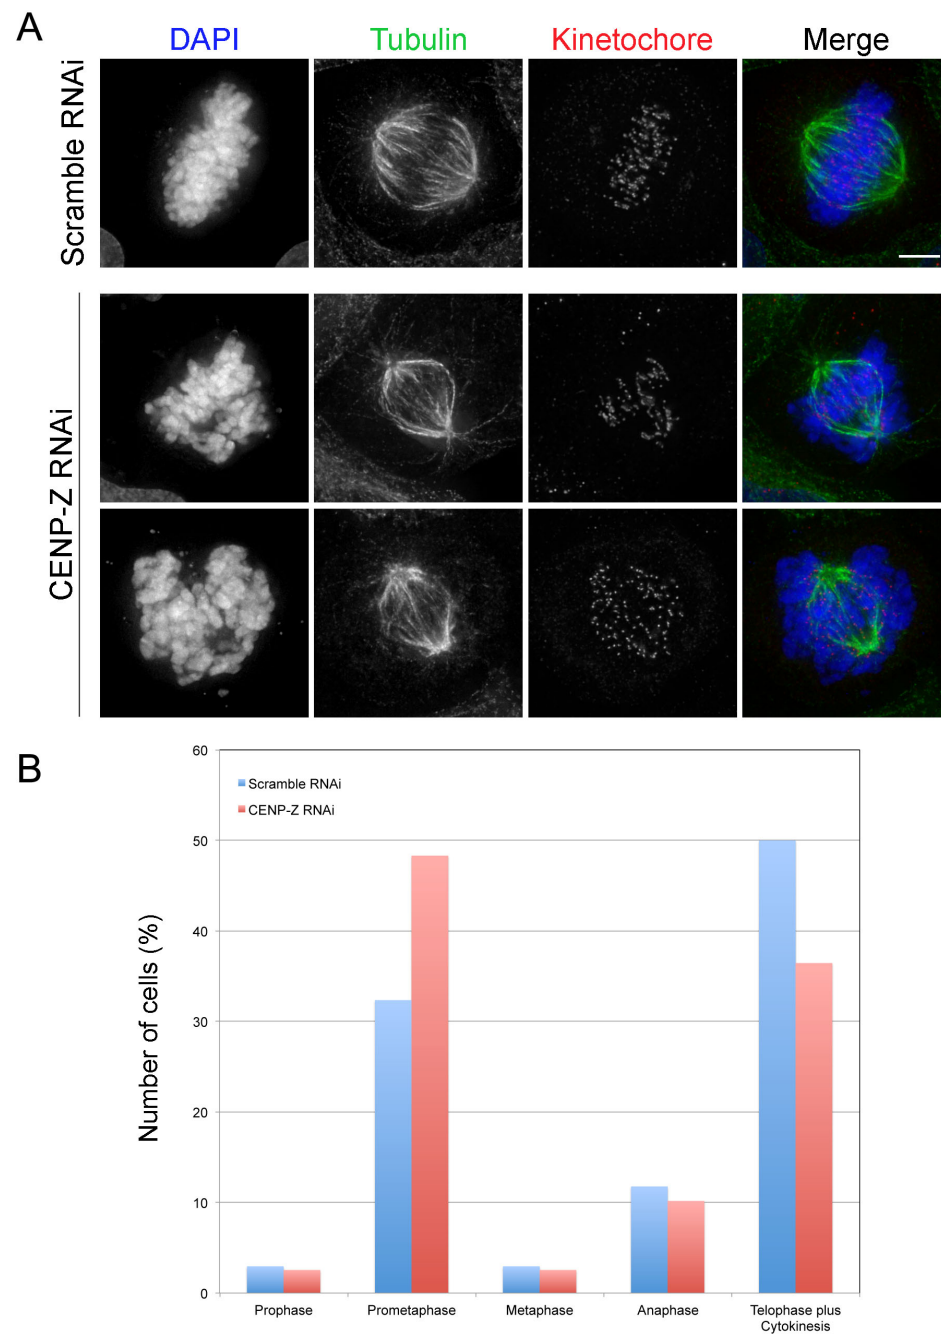 A
DAPI
Tubulin
Kinetochore
Merge
Scramble RNAi
CENP-Z RNAi
B
60
50
40
30
20
10
0
Number of cells (%)
Scramble RNAi
CENP-Z RNAi
Prophase
Prometaphase
Metaphase
Anaphase
Telophase plus
Cytokinesis